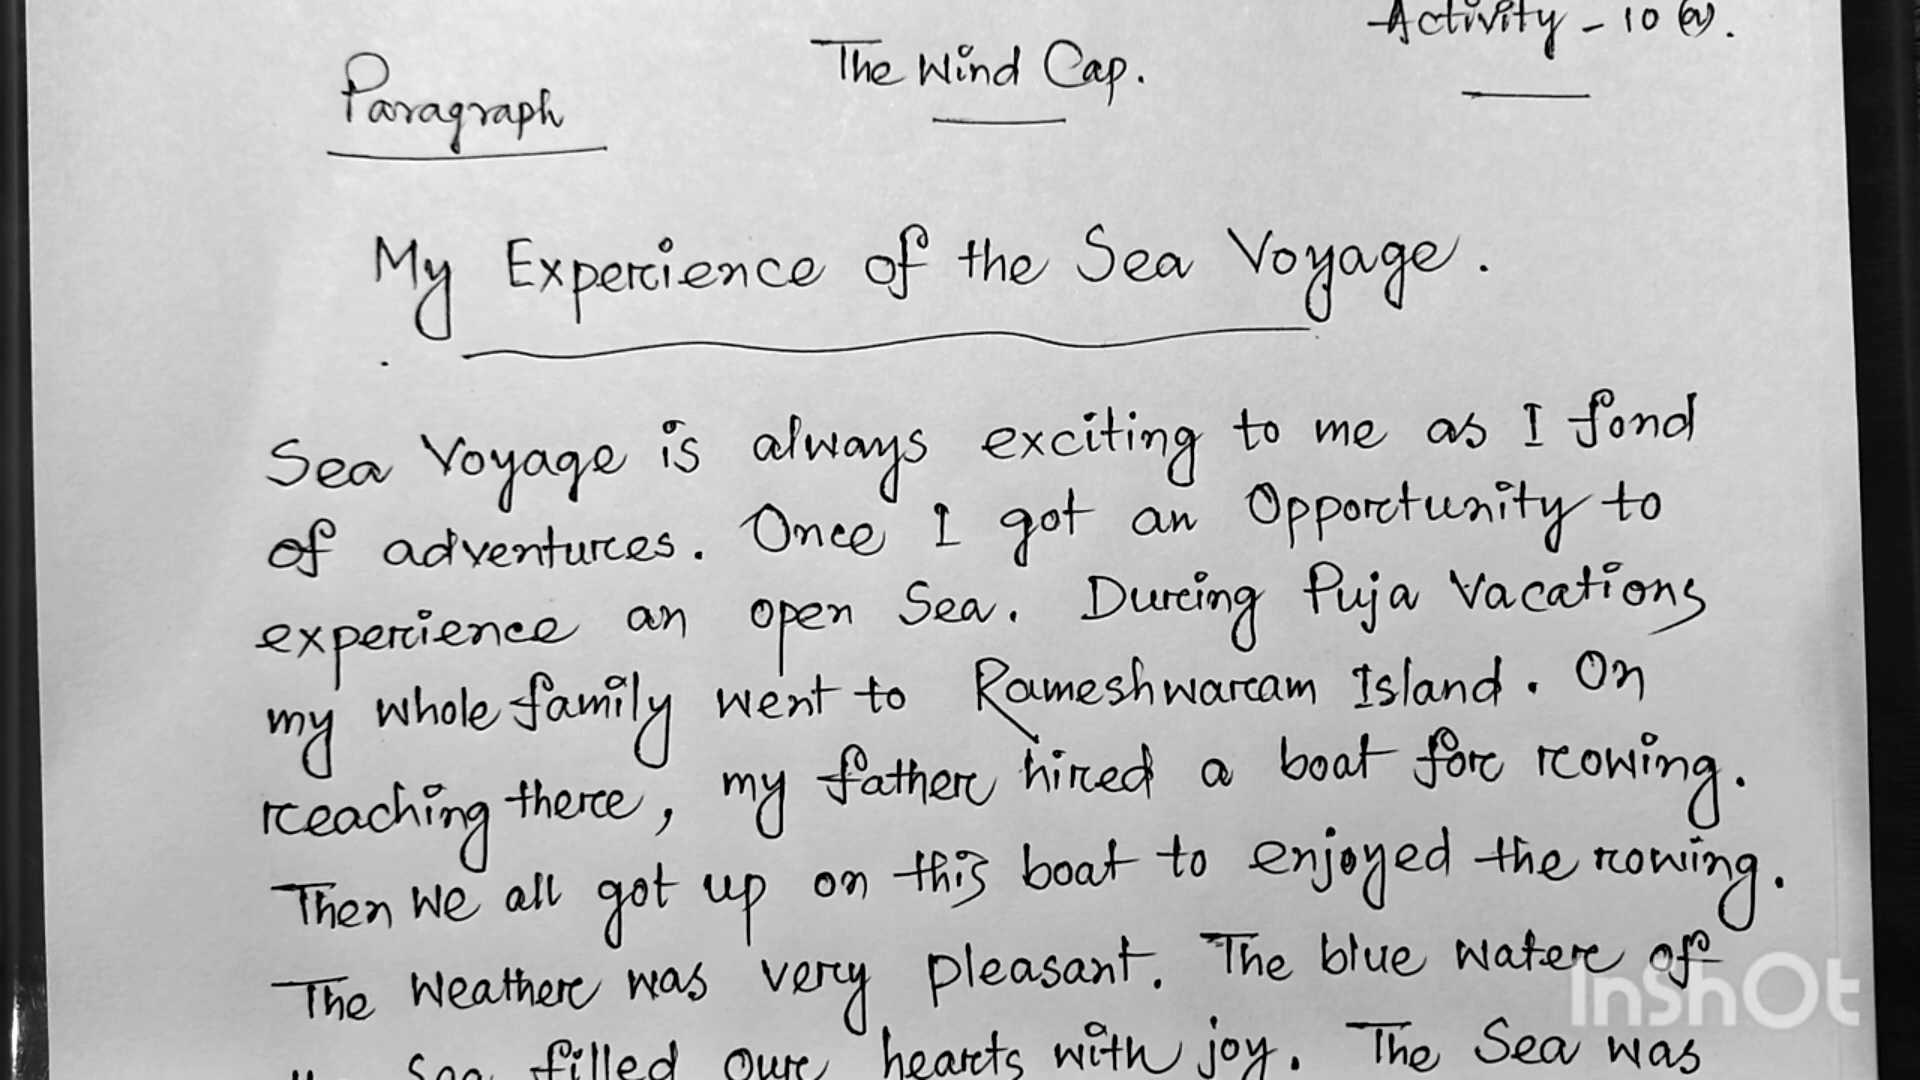 Activity - 10 (a).
The Wind Cap.
Paragraph
My Experience of the Sea Voyage.
Sea Voyage is always exciting to me as I fond
of adventures. Once I got an Opportunity to
experience an open Sea. During Puja Vacations
my whole family went to Rameshwaram Island. On
reaching there, my father hired a boat for rowing.
Then We all got up on this boat to enjoyed the rowing.
The Weather was very pleasant. The blue Water of
Sea filled our hearts with joy. The Sea was
InShOt